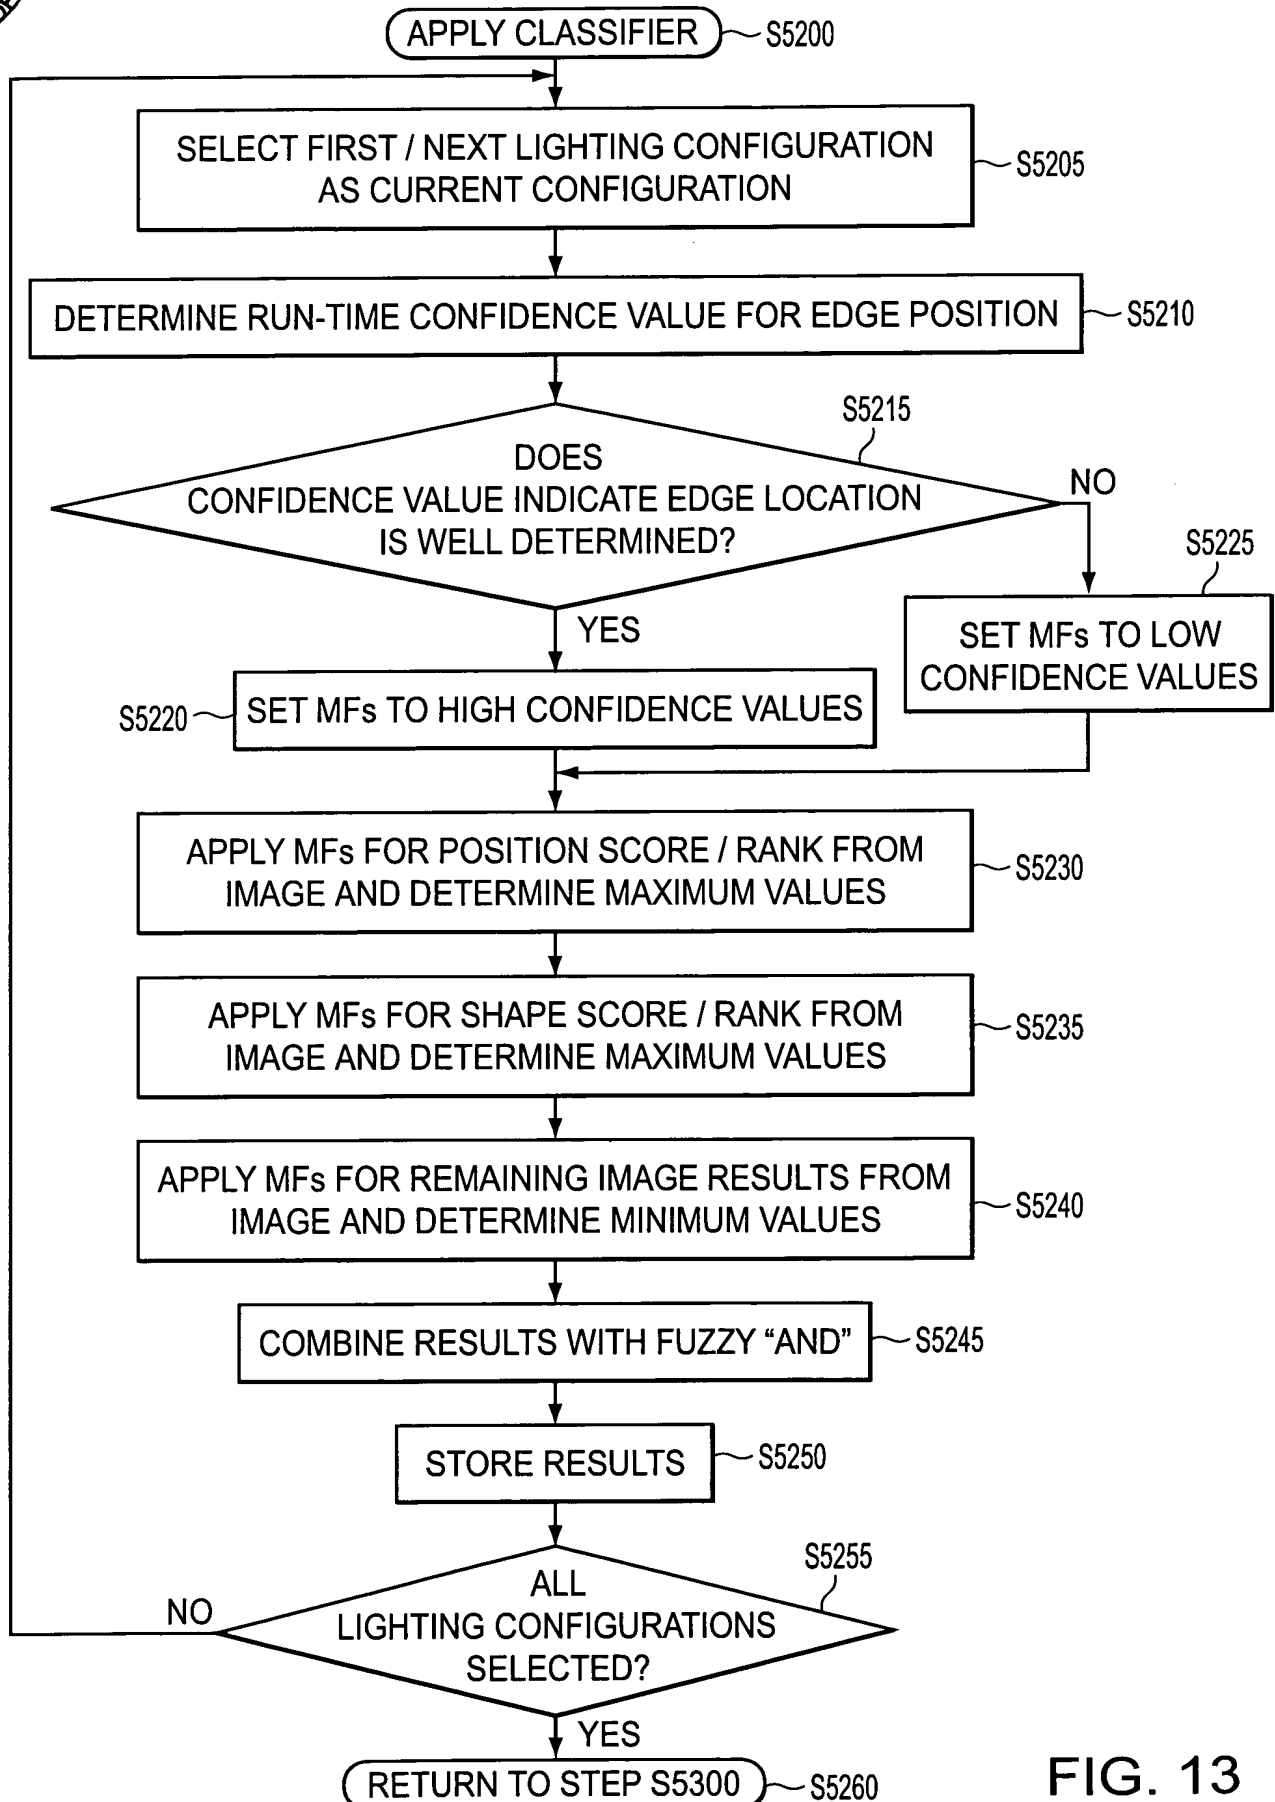 APPLY CLASSIFIER
S5200
SELECT FIRST / NEXT LIGHTING CONFIGURATION
AS CURRENT CONFIGURATION
S5205
DETERMINE RUN-TIME CONFIDENCE VALUE FOR EDGE POSITION
S5210
S5215
DOES
CONFIDENCE VALUE INDICATE EDGE LOCATION
IS WELL DETERMINED?
NO
YES
S5225
SET MFs TO LOW
CONFIDENCE VALUES
S5220
SET MFs TO HIGH CONFIDENCE VALUES
APPLY MFs FOR POSITION SCORE / RANK FROM
IMAGE AND DETERMINE MAXIMUM VALUES
S5230
APPLY MFs FOR SHAPE SCORE / RANK FROM
IMAGE AND DETERMINE MAXIMUM VALUES
S5235
APPLY MFs FOR REMAINING IMAGE RESULTS FROM
IMAGE AND DETERMINE MINIMUM VALUES
S5240
COMBINE RESULTS WITH FUZZY “AND”
S5245
STORE RESULTS
S5250
S5255
ALL
LIGHTING CONFIGURATIONS
SELECTED?
NO
YES
RETURN TO STEP S5300
S5260
FIG. 13